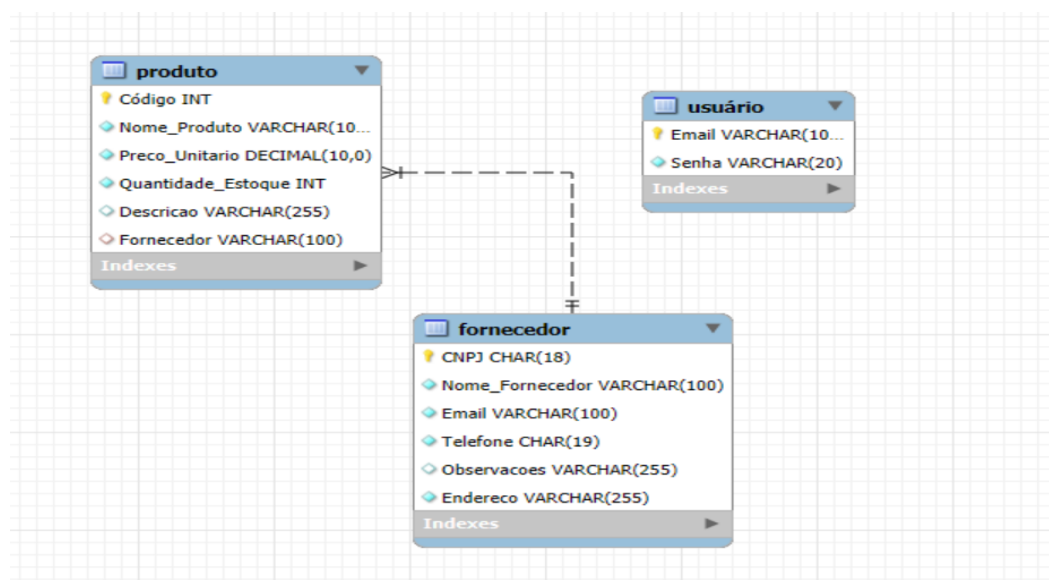 produto
Código INT
Nome_Produto VARCHAR(10...
Preco_Unitario DECIMAL(10,0)
Quantidade_Estoque INT
Descricao VARCHAR(255)
Fornecedor VARCHAR(100)
Indexes
usuário
Email VARCHAR(10...
Senha VARCHAR(20)
Indexes
fornecedor
CNPJ CHAR(18)
Nome_Fornecedor VARCHAR(100)
Email VARCHAR(100)
Telefone CHAR(19)
Observacoes VARCHAR(255)
Endereco VARCHAR(255)
Indexes